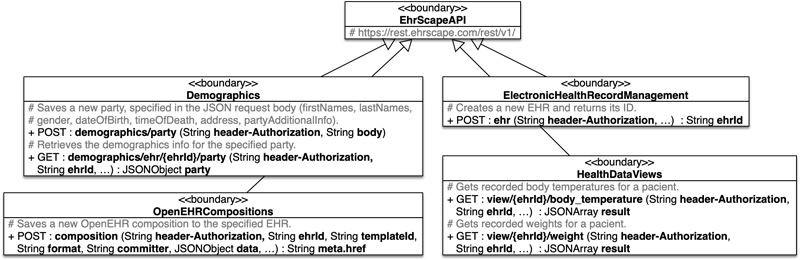 <<boundary>>
EhrScapeAPI
# https://rest.ehrscape.com/rest/v1/
<<boundary>>
Demographics
# Saves a new party, specified in the JSON request body (firstNames, lastNames,
# gender, dateOfBirth, timeOfDeath, address, partyAdditionalInfo).
+ POST : demographics/party (String header-Authorization, String body)
# Retrieves the demographics info for the specified party.
+ GET : demographics/ehr/{ehrId}/party (String header-Authorization,
String ehrId, ...) : JSONObject party
<<boundary>>
ElectronicHealthRecordManagement
# Creates a new EHR and returns its ID.
+ POST : ehr (String header-Authorization, ...) : String ehrId
<<boundary>>
OpenEHRCompositions
# Saves a new OpenEHR composition to the specified EHR.
+ POST : composition (String header-Authorization, String ehrId, String templateId,
String format, String committer, JSONObject data, ...) : String meta.href
<<boundary>>
HealthDataViews
# Gets recorded body temperatures for a pacient.
+ GET : view/{ehrId}/body_temperature (String header-Authorization,
String ehrId, ...) : JSONArray result
# Gets recorded weights for a pacient.
+ GET : view/{ehrId}/weight (String header-Authorization,
String ehrId, ...) : JSONArray result